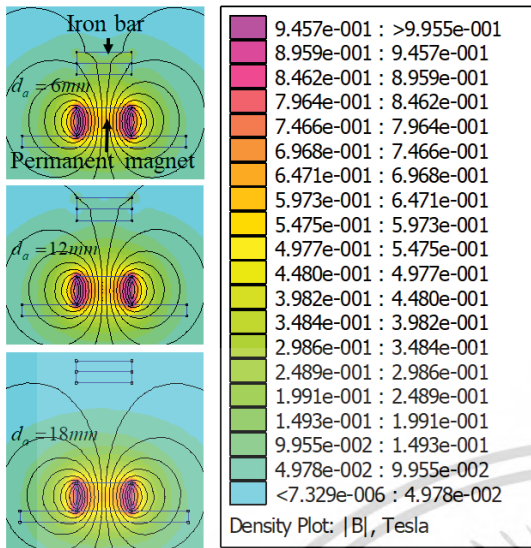 Iron bar
dₐ = 6mm
Permanent magnet
dₐ = 12mm
dₐ = 18mm
9.457e-001 : >9.955e-001
8.959e-001 : 9.457e-001
8.462e-001 : 8.959e-001
7.964e-001 : 8.462e-001
7.466e-001 : 7.964e-001
6.968e-001 : 7.466e-001
6.471e-001 : 6.968e-001
5.973e-001 : 6.471e-001
5.475e-001 : 5.973e-001
4.977e-001 : 5.475e-001
4.480e-001 : 4.977e-001
3.982e-001 : 4.480e-001
3.484e-001 : 3.982e-001
2.986e-001 : 3.484e-001
2.489e-001 : 2.986e-001
1.991e-001 : 2.489e-001
1.493e-001 : 1.991e-001
9.955e-002 : 1.493e-001
4.978e-002 : 9.955e-002
<7.329e-006 : 4.978e-002
Density Plot: |B|, Tesla